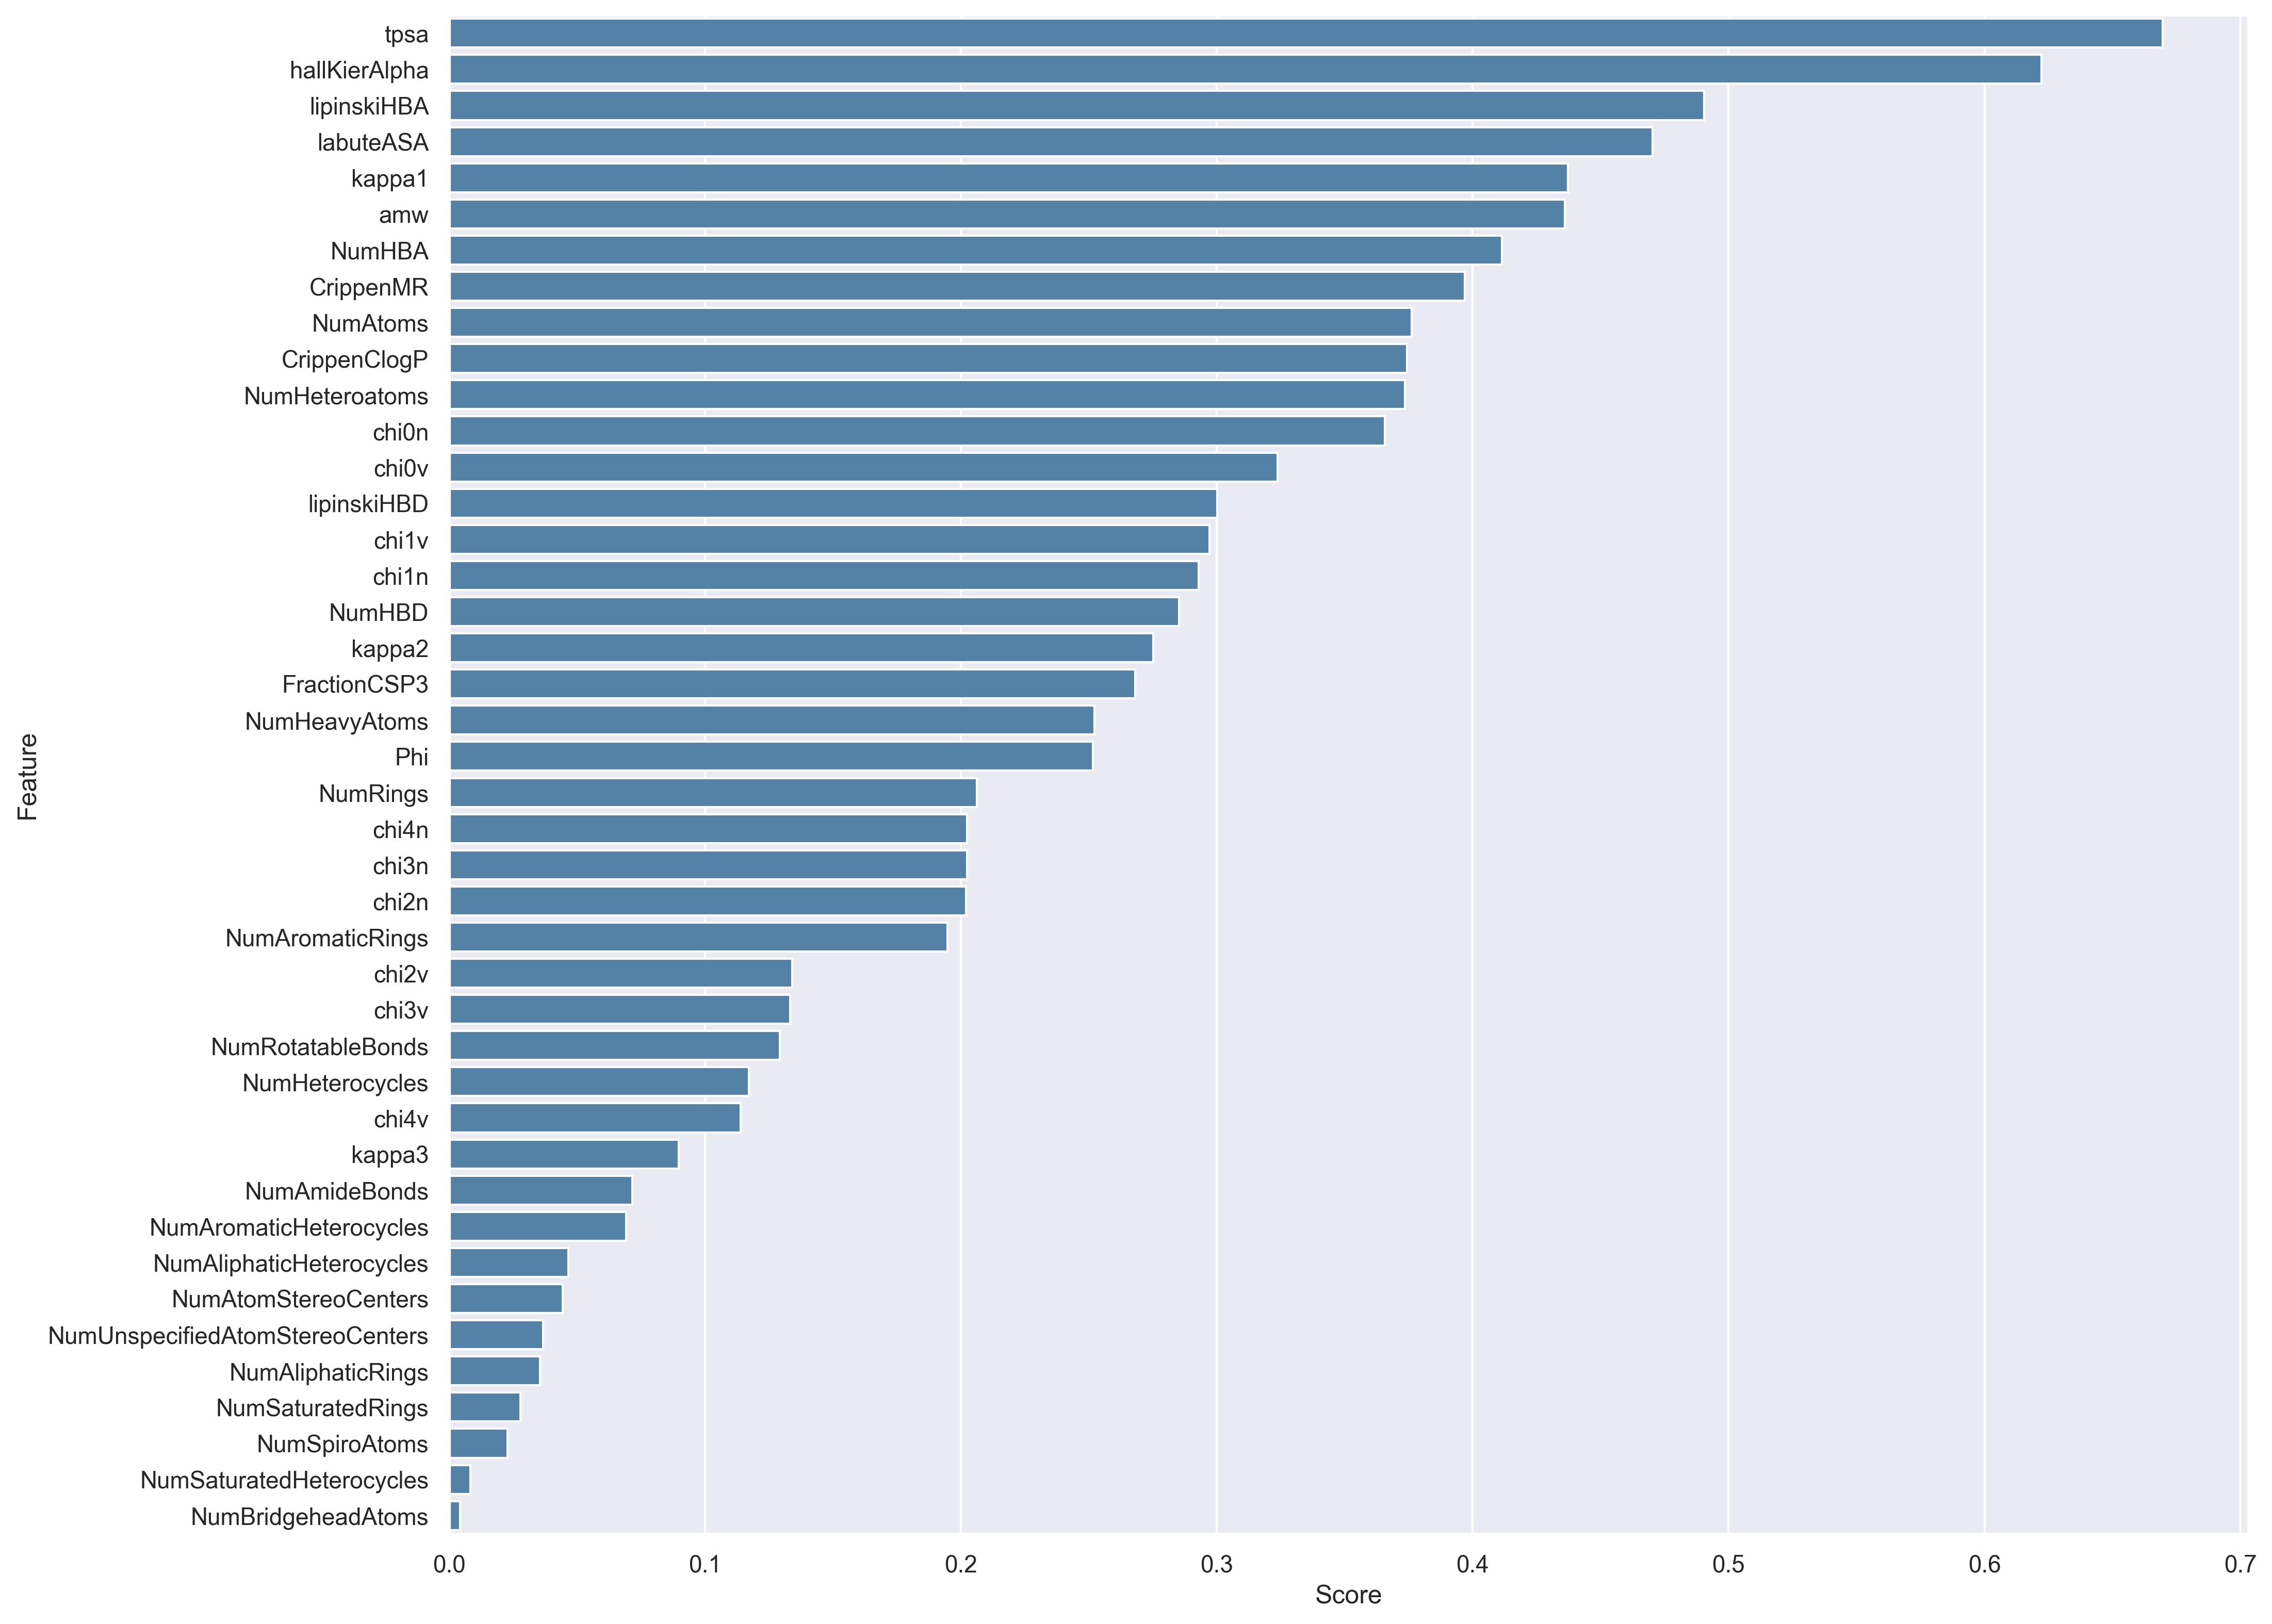 tpsa
hallKierAlpha
lipinskiHBA
labuteASA
kappa1
amw
NumHBA
CrippenMR
NumAtoms
CrippenClogP
NumHeteroatoms
chi0n
chi0v
lipinskiHBD
chi1v
chi1n
NumHBD
kappa2
FractionCSP3
NumHeavyAtoms
Phi
NumRings
chi4n
chi3n
chi2n
NumAromaticRings
chi2v
chi3v
NumRotatableBonds
NumHeterocycles
chi4v
kappa3
NumAmideBonds
NumAromaticHeterocycles
NumAliphaticHeterocycles
NumAtomStereoCenters
NumUnspecifiedAtomStereoCenters
NumAliphaticRings
NumSaturatedRings
NumSpiroAtoms
NumSaturatedHeterocycles
NumBridgeheadAtoms
Feature
0.0 0.1 0.2 0.3 0.4 0.5 0.6 0.7
Score